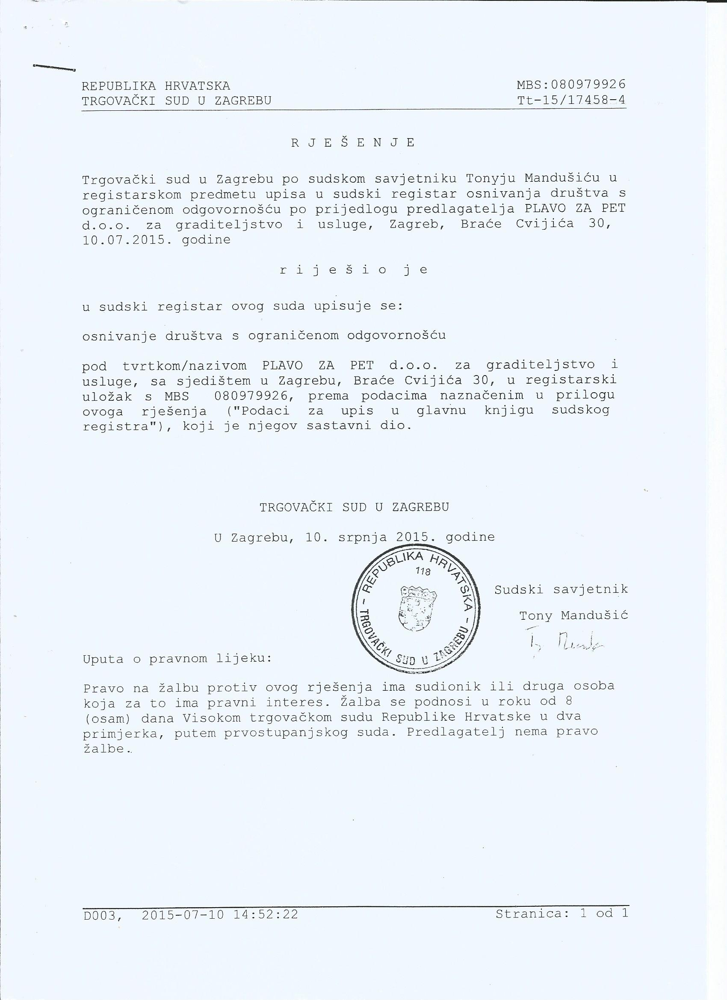 REPUBLIKA HRVATSKA MBS:080979926
TRGOVAČKI SUD U ZAGREBU Tt-15/17458-4
R J E Š E N J E
Trgovački sud u Zagrebu po sudskom savjetniku Tonyju Mandušiću u
registarskom predmetu upisa u sudski registar osnivanja društva s
ograničenom odgovornošću po prijedlogu predlagatelja PLAVO ZA PET
d.o.o. za graditeljstvo i usluge, Zagreb, Braće Cvijića 30,
10.07.2015. godine
r i j e š i o j e
u sudski registar ovog suda upisuje se:
osnivanje društva s ograničenom odgovornošću
pod tvrtkom/nazivom PLAVO ZA PET d.o.o. za graditeljstvo i
usluge, sa sjedištem u Zagrebu, Braće Cvijića 30, u registarski
uložak s MBS 080979926, prema podacima naznačenim u prilogu
ovoga rješenja ("Podaci za upis u glavnu knjigu sudskog
registra"), koji je njegov sastavni dio.
TRGOVAČKI SUD U ZAGREBU
U Zagrebu, 10. srpnja 2015. godine
- REPUBLIKA HRVATSKA -
118
TRGOVAČKI SUD U ZAGREBU
Sudski savjetnik
Tony Mandušić
Uputa o pravnom lijeku:
Pravo na žalbu protiv ovog rješenja ima sudionik ili druga osoba
koja za to ima pravni interes. Žalba se podnosi u roku od 8
(osam) dana Visokom trgovačkom sudu Republike Hrvatske u dva
primjerka, putem prvostupanjskog suda. Predlagatelj nema pravo
žalbe.
D003, 2015-07-10 14:52:22 Stranica: 1 od 1